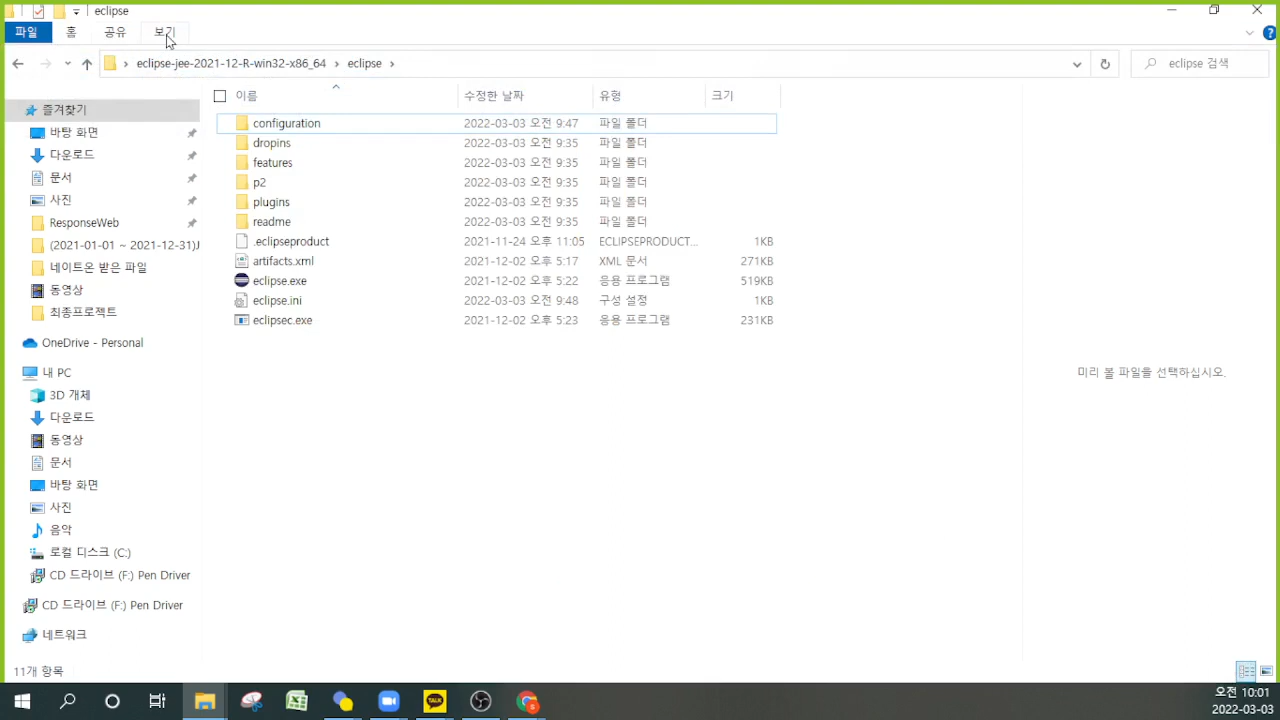 eclipse
파일 홈 공유 보기
eclipse-jee-2021-12-R-win32-x86_64 eclipse eclipse 검색
이름 수정한 날짜 유형 크기
configuration 2022-03-03 오전 9:47 파일 폴더
dropins 2022-03-03 오전 9:35 파일 폴더
features 2022-03-03 오전 9:35 파일 폴더
p2 2022-03-03 오전 9:35 파일 폴더
plugins 2022-03-03 오전 9:35 파일 폴더
readme 2022-03-03 오전 9:35 파일 폴더
.eclipseproduct 2021-11-24 오후 11:05 ECLIPSEPRODUCT... 1KB
artifacts.xml 2021-12-02 오후 5:17 XML 문서 271KB
eclipse.exe 2021-12-02 오후 5:22 응용 프로그램 519KB
eclipse.ini 2022-03-03 오전 9:48 구성 설정 1KB
eclipsec.exe 2021-12-02 오후 5:23 응용 프로그램 231KB
즐겨찾기
바탕 화면
다운로드
문서
사진
ResponseWeb
(2021-01-01 ~ 2021-12-31)J
네이트온 받은 파일
동영상
최종프로젝트
OneDrive - Personal
내 PC
3D 개체
다운로드
동영상
문서
바탕 화면
사진
음악
로컬 디스크 (C:)
CD 드라이브 (F:) Pen Driver
CD 드라이브 (F:) Pen Driver
네트워크
미리 볼 파일을 선택하십시오.
11개 항목
TALK
오전 10:01
2022-03-03